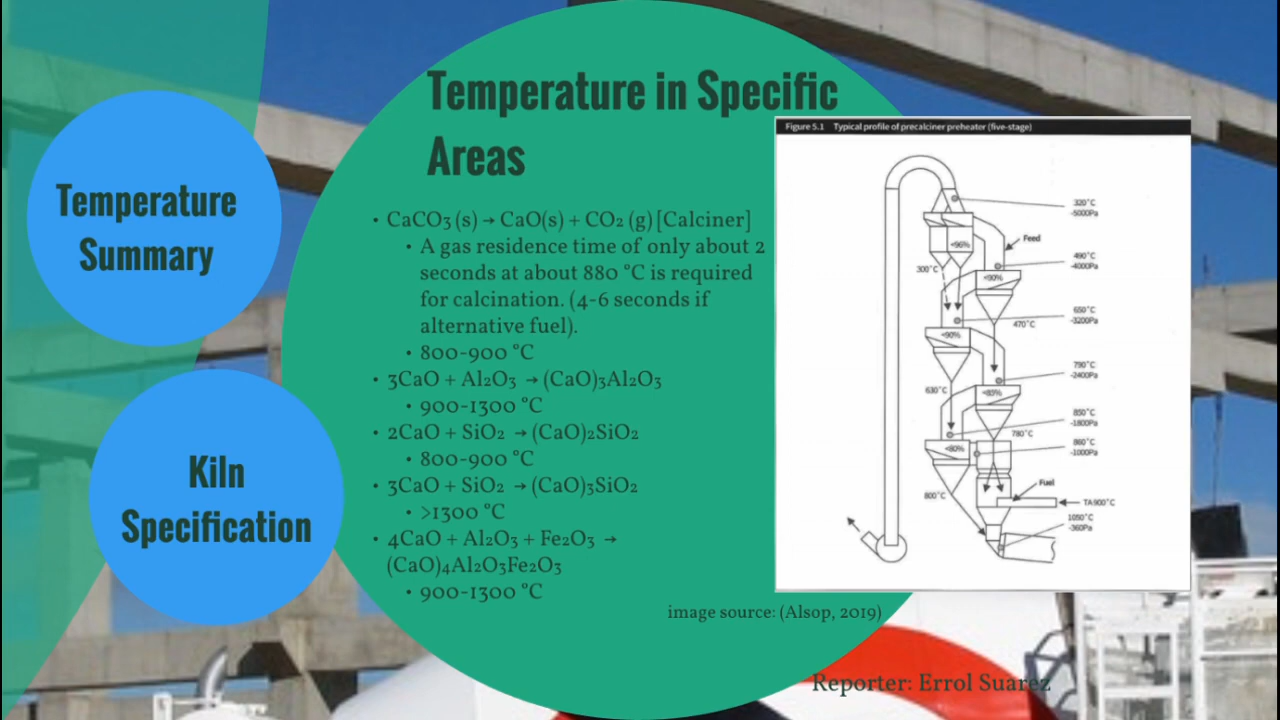 Temperature in Specific
Areas
Temperature
Summary
Kiln
Specification
• CaCO₃ (s) → CaO(s) + CO₂ (g) [Calciner]
• A gas residence time of only about 2
seconds at about 880 °C is required
for calcination. (4-6 seconds if
alternative fuel).
• 800-900 °C
• 3CaO + Al₂O₃ → (CaO)₃Al₂O₃
• 900-1300 °C
• 2CaO + SiO₂ → (CaO)₂SiO₂
• 800-900 °C
• 3CaO + SiO₂ → (CaO)₃SiO₂
• >1300 °C
• 4CaO + Al₂O₃ + Fe₂O₃ →
(CaO)₄Al₂O₃Fe₂O₃
• 900-1300 °C
Figure 5.1 Typical profile of precalciner preheater (five-stage)
320°C
-5000Pa
Feed
<96%
300°C
490°C
-4000Pa
<90%
650°C
-3200Pa
470°C
<90%
790°C
-2400Pa
630°C
<85%
850°C
-1800Pa
780°C
860°C
-1000Pa
<80%
Fuel
800°C
TA 900°C
1050°C
-360Pa
image source: (Alsop, 2019)
Reporter: Errol Suarez